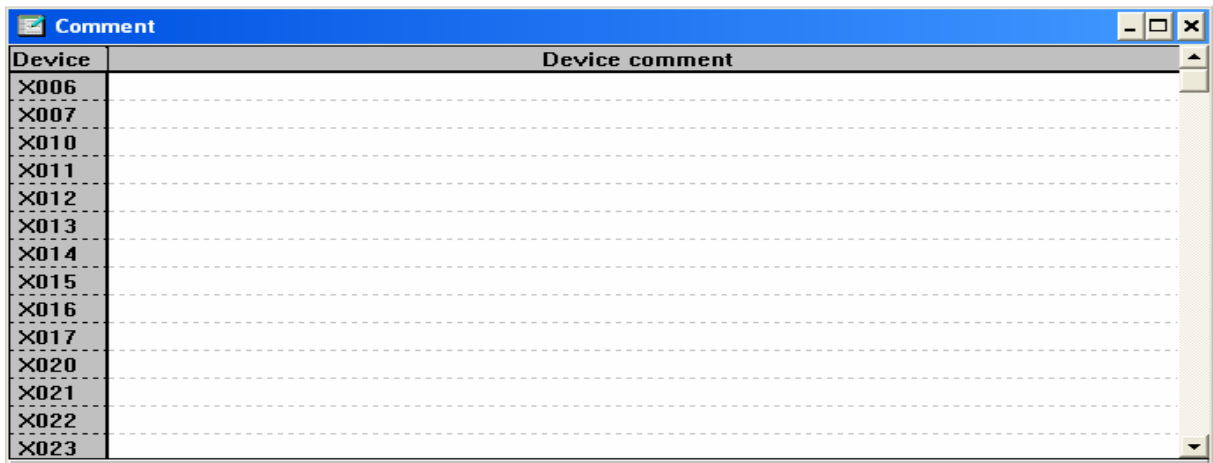 Comment
Device Device comment
X006
X007
X010
X011
X012
X013
X014
X015
X016
X017
X020
X021
X022
X023